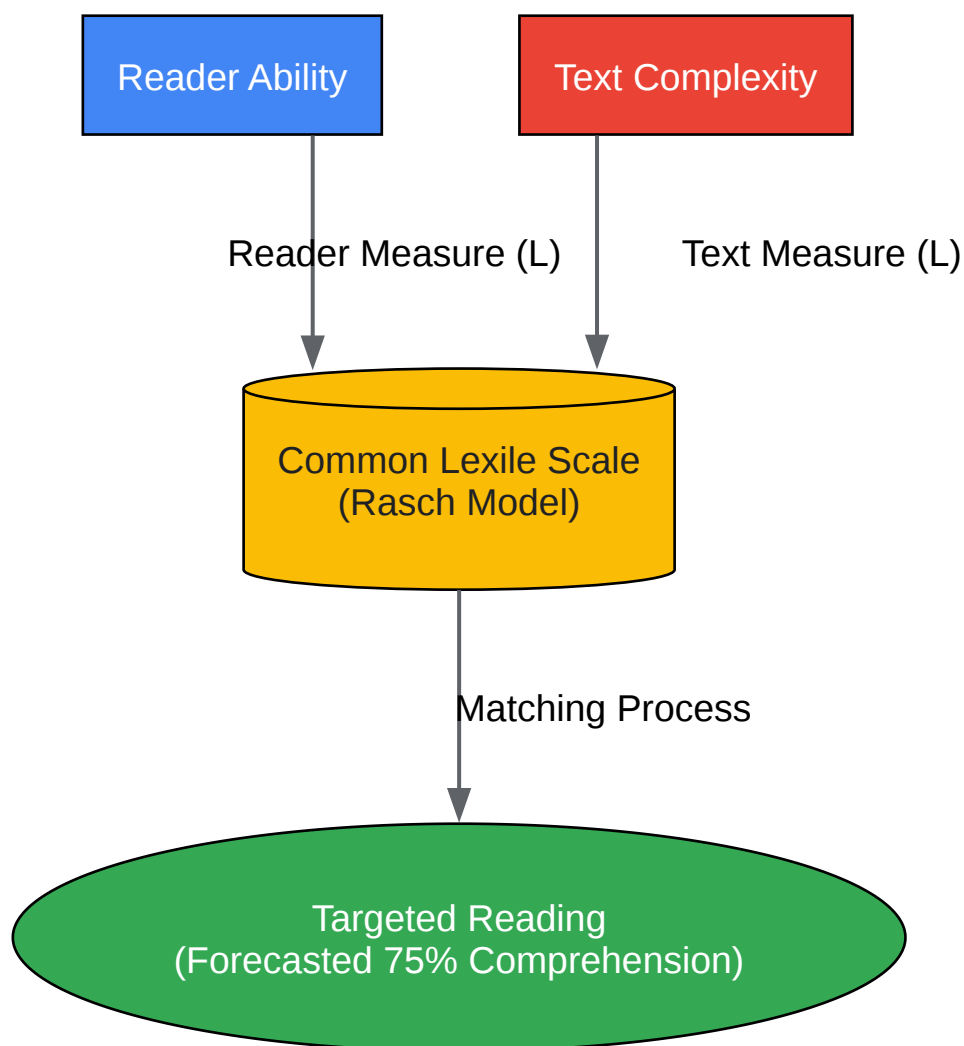 Reader Ability
Text Complexity
Reader Measure (L)
Text Measure (L)
Common Lexile Scale
(Rasch Model)
Matching Process
Targeted Reading
(Forecasted 75% Comprehension)